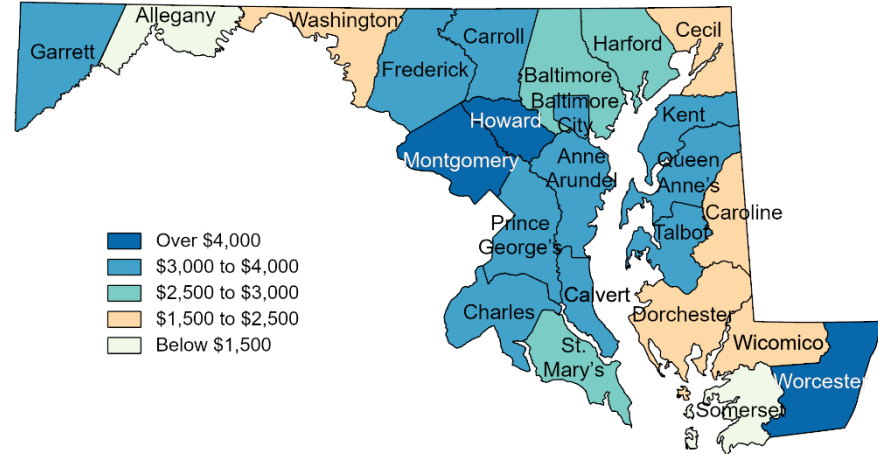 Allegany
Washington
Garrett
Frederick
Carroll
Harford
Cecil
Baltimore
Baltimore
City
Howard
Montgomery
Kent
Anne
Arundel
Queen
Anne's
Caroline
Talbot
Prince
George's
Over $4,000
$3,000 to $4,000
$2,500 to $3,000
$1,500 to $2,500
Below $1,500
Charles
Calvert
Dorchester
St.
Mary's
Wicomico
Worcester
Somerset